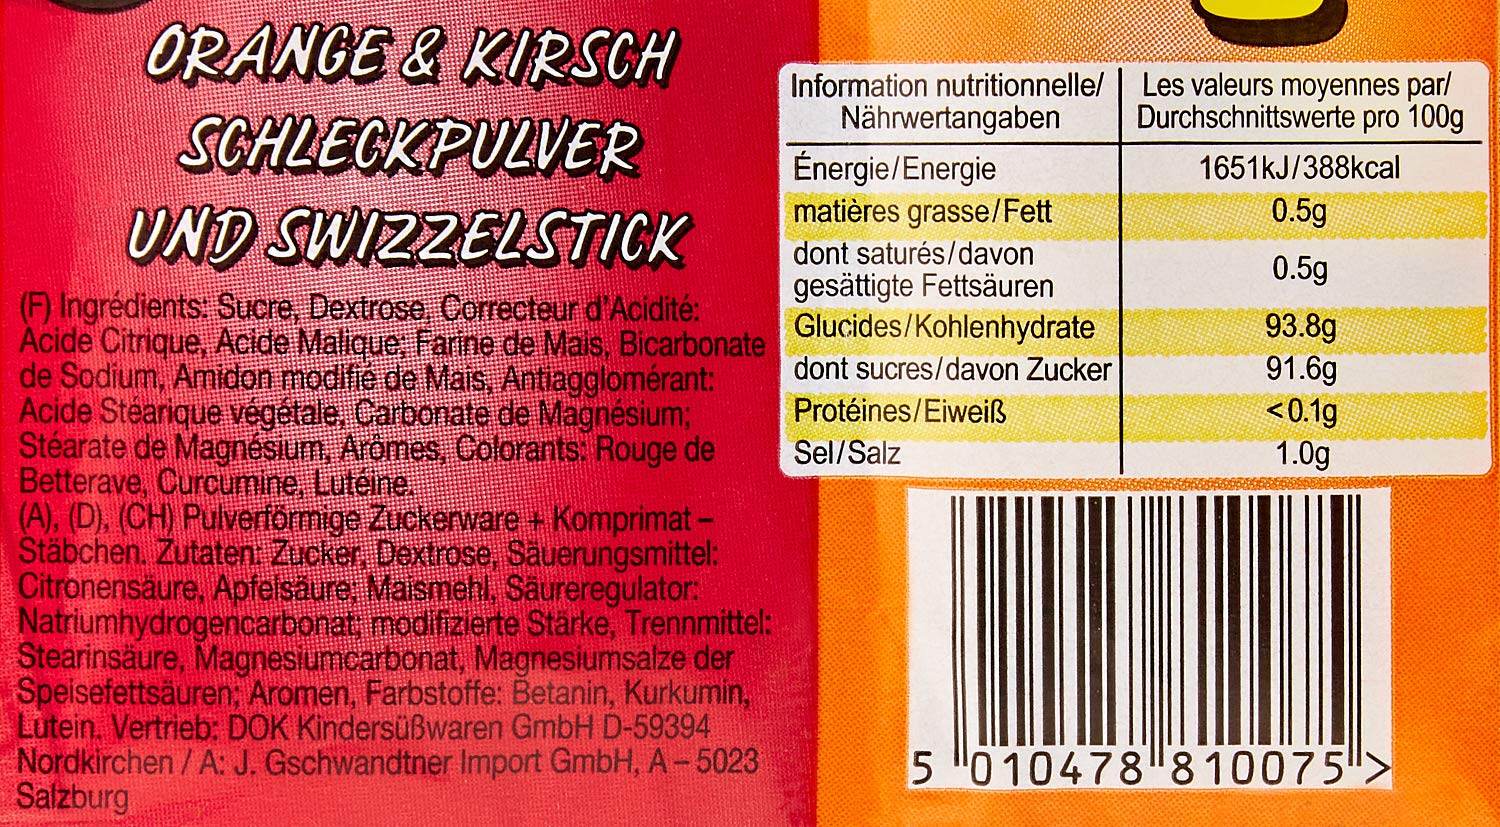 ORANGE & KIRSCH
SCHLECKPULVER
UND SWIZZELSTICK
(F) Ingrédients: Sucre, Dextrose. Correcteur d'Acidité:
Acide Citrique, Acide Malique; Farine de Mais, Bicarbonate
de Sodium, Amidon modifié de Mais, Antiagglomérant:
Acide Stéarique végétale, Carbonate de Magnésium;
Stéarate de Magnésium, Arômes, Colorants: Rouge de
Betterave, Curcumine, Lutéine.
(A), (D), (CH) Pulverförmige Zuckerware + Komprimat –
Stäbchen. Zutaten: Zucker, Dextrose, Säuerungsmittel:
Citronensäure, Apfelsäure; Maismehl, Säureregulator:
Natriumhydrogencarbonat; modifizierte Stärke, Trennmittel:
Stearinsäure, Magnesiumcarbonat, Magnesiumsalze der
Speisefettsäuren; Aromen, Farbstoffe: Betanin, Kurkumin,
Lutein. Vertrieb: DOK Kindersüßwaren GmbH D-59394
Nordkirchen / A: J. Gschwandtner Import GmbH, A – 5023
Salzburg
Information nutritionnelle/ Les valeurs moyennes par/
Nährwertangaben Durchschnittswerte pro 100g
Énergie/Energie 1651kJ/388kcal
matières grasse/Fett 0.5g
dont saturés/davon
gesättigte Fettsäuren 0.5g
Glucides/Kohlenhydrate 93.8g
dont sucres/davon Zucker 91.6g
Protéines/Eiweiß <0.1g
Sel/Salz 1.0g
5 010478 810075 >